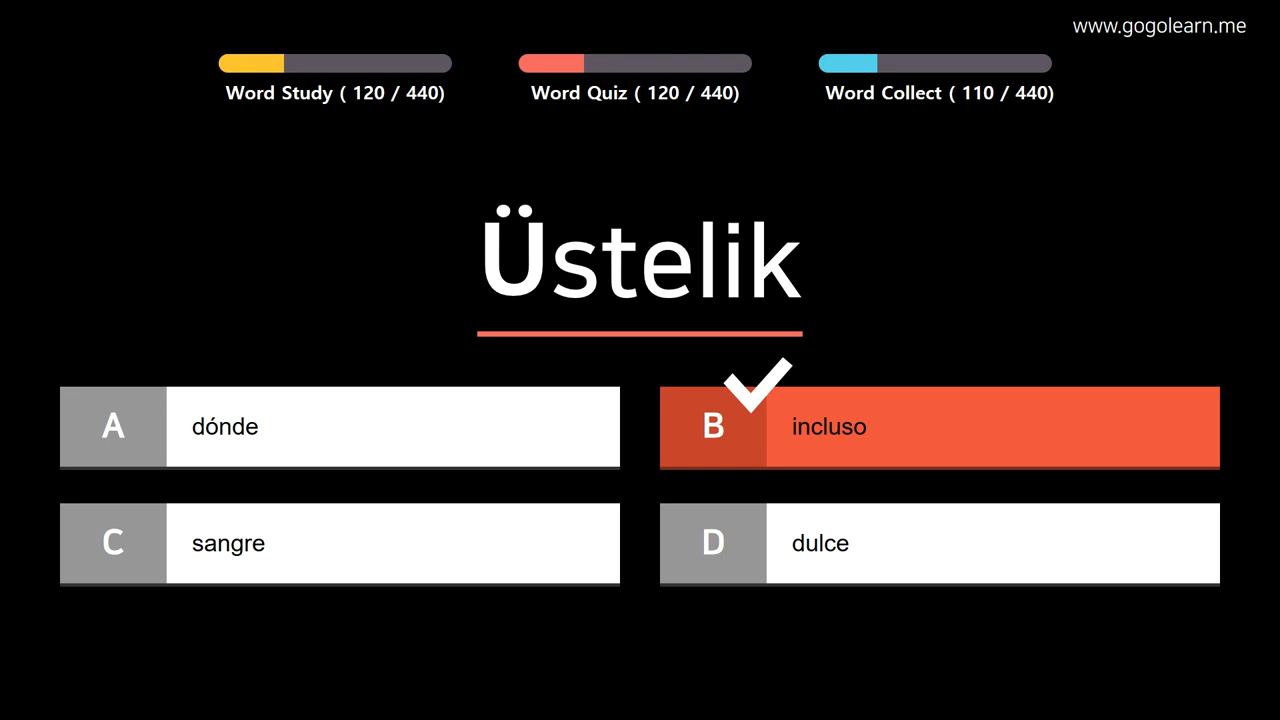 www.gogolearn.me
Word Study ( 120 / 440)
Word Quiz ( 120 / 440)
Word Collect ( 110 / 440)
Üstelik
A dónde
B incluso
C sangre
D dulce